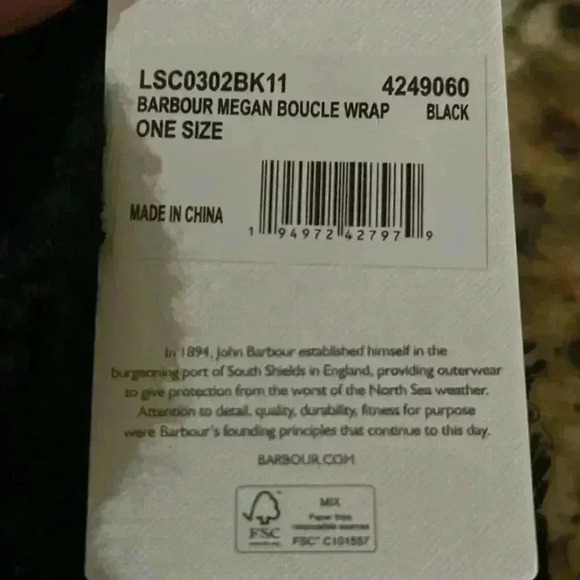 LSC0302BK11 4249060
BARBOUR MEGAN BOUCLE WRAP BLACK
ONE SIZE
MADE IN CHINA
1 94972 42797 9
In 1894, John Barbour established himself in the
burgeoning port of South Shields in England, providing outerwear
to give protection from the worst of the North Sea weather.
Attention to detail, quality, durability, fitness for purpose
were Barbour's founding principles that continue to this day.
BARBOUR.COM
MIX
Paper from
responsible sources
FSC
FSC™ C101557